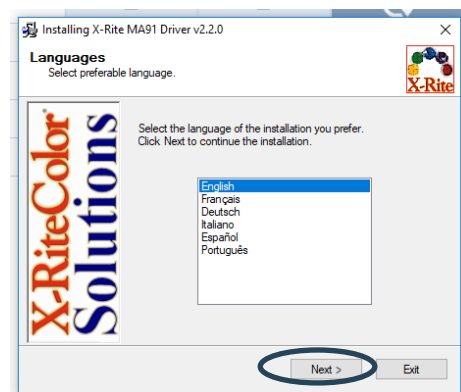 Installing X-Rite MA91 Driver v2.2.0
Languages
Select preferable language.
X-Rite
X-RiteColor
Solutions
Select the language of the installation you prefer.
Click Next to continue the installation.
English
Français
Deutsch
Italiano
Español
Português
Next >
Exit